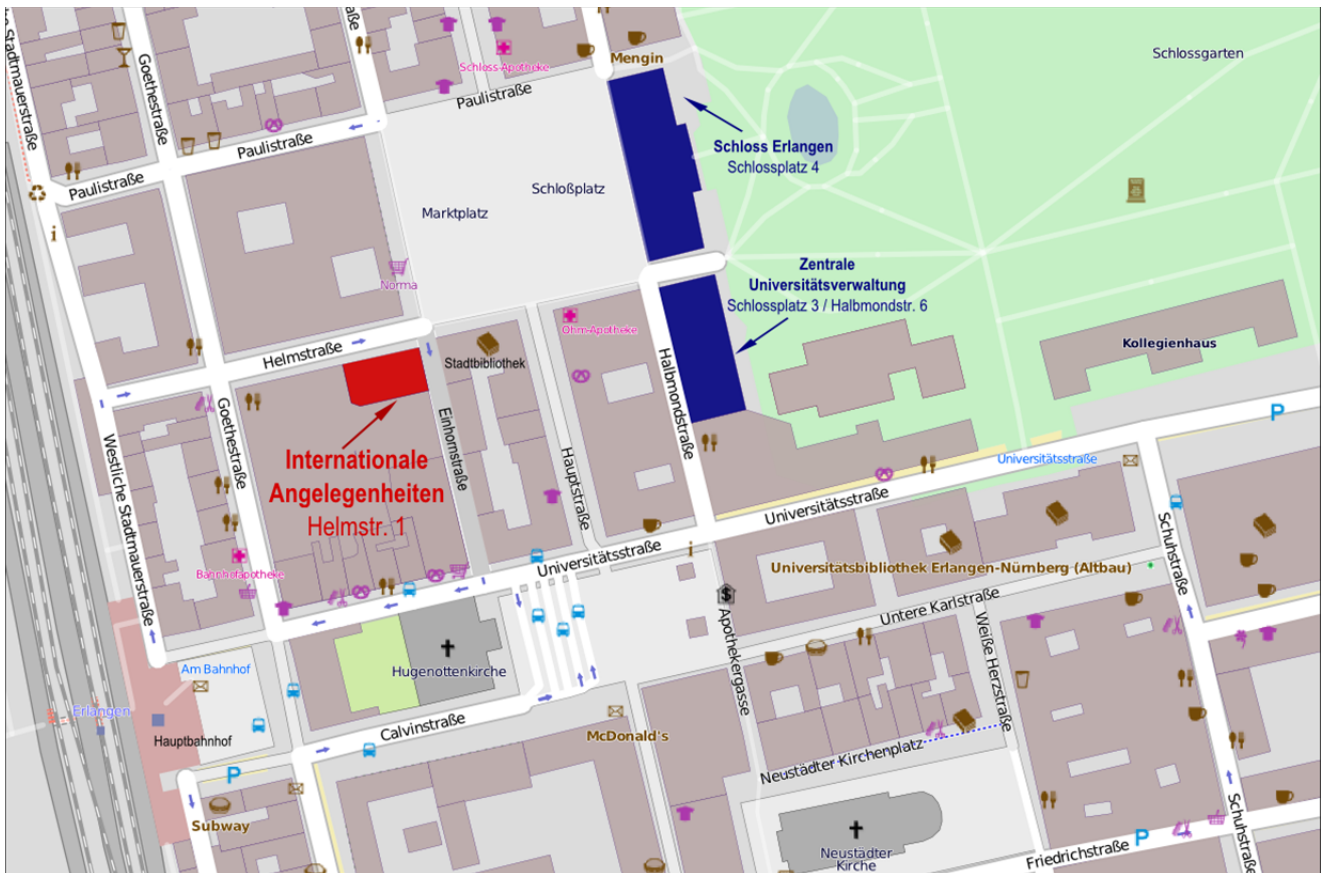 Schlossgarten
Mengin
Schloss-Apotheke
Goethestraße
Paulistraße
Stadtmauerstraße
Paulistraße
Paulistraße
Schloss Erlangen
Schlossplatz 4
Schloßplatz
Marktplatz
Norma
Zentrale
Universitätsverwaltung
Schlossplatz 3 / Halbmondstr. 6
Ohm-Apotheke
Helmstraße
Stadtbibliothek
Kollegienhaus
Halbmondstraße
Westliche Stadtmauerstraße
Goethestraße
Einhornstraße
Hauptstraße
Internationale
Angelegenheiten
Helmstr. 1
P
Universitätsstraße
Universitätsstraße
Universitätsstraße
Schuhstraße
Bahnhofapotheke
Universitätsbibliothek Erlangen-Nürnberg (Altbau)
Untere Karlstraße
Apothekergasse
Weiße Herzstraße
Am Bahnhof
Hugenottenkirche
Erlangen
Hauptbahnhof
Calvinstraße
McDonald's
Neustädter Kirchenplatz
P
Subway
Neustädter
Kirche
Friedrichstraße
P
Schuhstraße